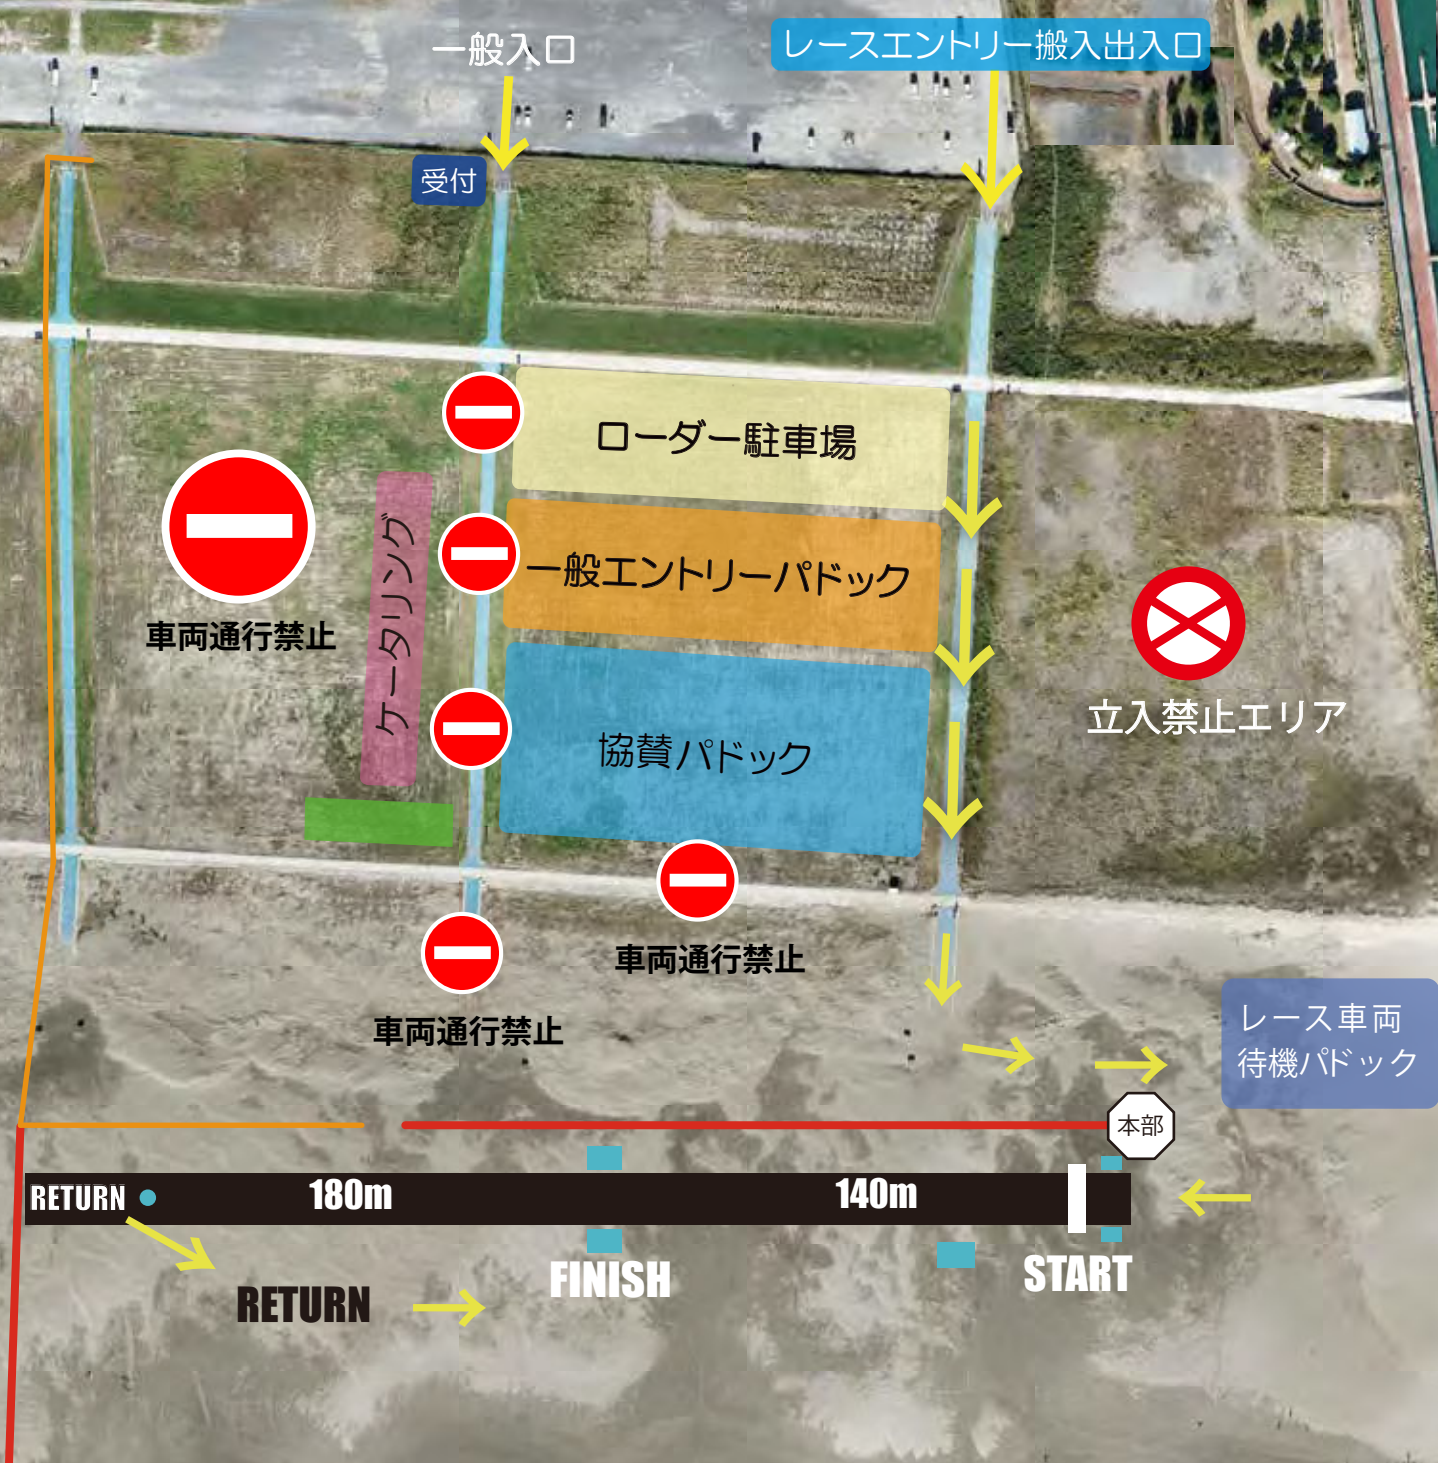 一般入口
レースエントリー搬入出入口
受付
ローダー駐車場
一般エントリーパドック
ケータリング
車両通行禁止
協賛パドック
立入禁止エリア
車両通行禁止
車両通行禁止
レース車両
待機パドック
本部
RETURN
180m
140m
FINISH
START
RETURN